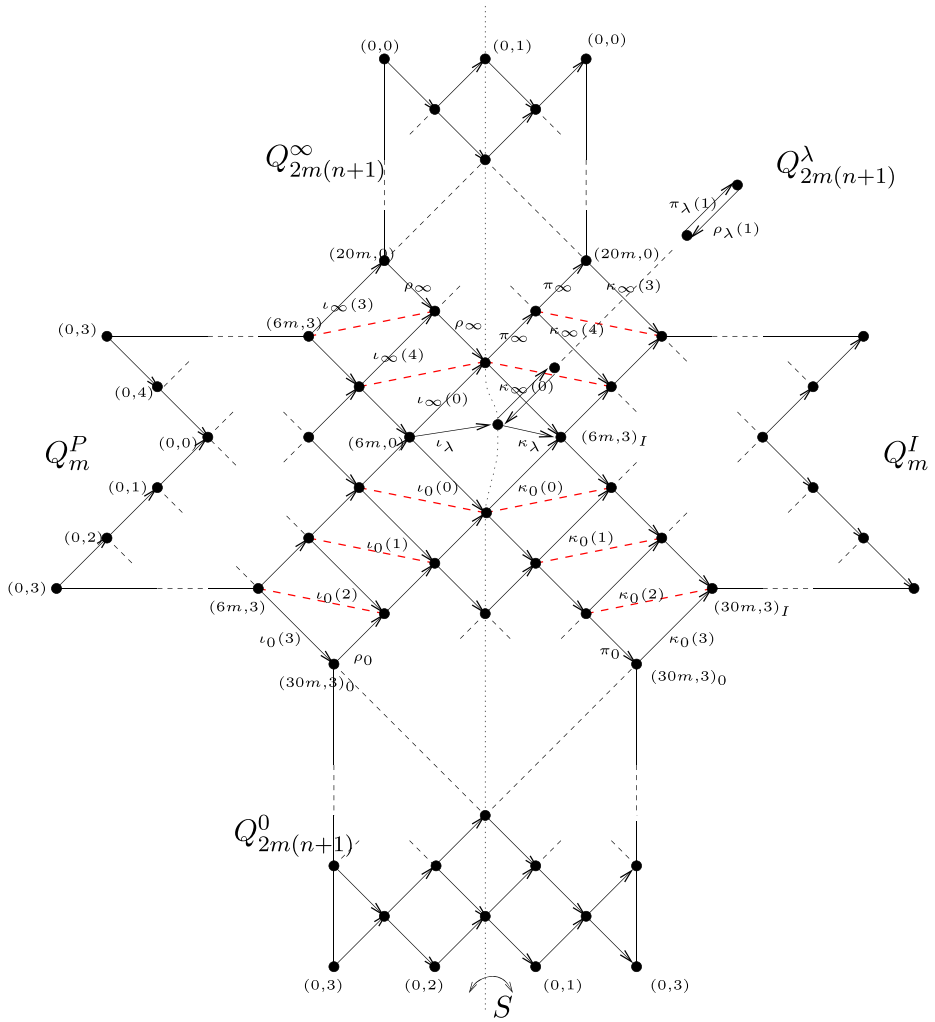 (0,0) (0,1) (0,0)
Q^∞_{2m(n+1)} Q^λ_{2m(n+1)}
π_λ(1)
ρ_λ(1)
(20m,0) (20m,0)
ι_∞(3) ρ_∞ π_∞ κ_∞(3)
(0,3) (6m,3) ρ_∞ π_∞ κ_∞(4)
ι_∞(4)
(0,4) ι_∞(0) κ_∞(0)
Q^P_m (0,0) (6m,0) ι_λ κ_λ (6m,3)_I Q^I_m
(0,1) ι_0(0) κ_0(0)
(0,2) ι_0(1) κ_0(1)
(0,3) (6m,3) ι_0(2) κ_0(2) (30m,3)_I
ι_0(3) ρ_0 π_0 κ_0(3)
(30m,3)_0 (30m,3)_0
Q^0_{2m(n+1)}
(0,3) (0,2) (0,1) (0,3)
S